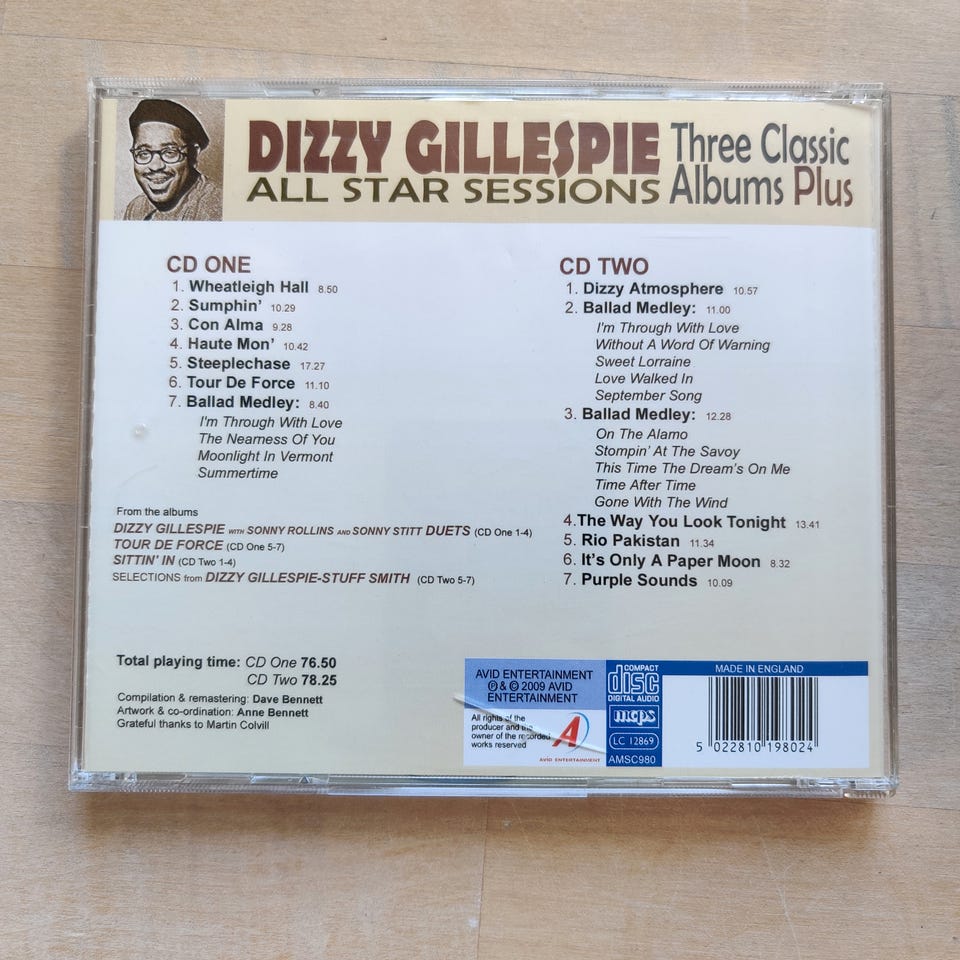 DIZZY GILLESPIE
ALL STAR SESSIONS
Three Classic
Albums Plus
CD ONE
1. Wheatleigh Hall 8.50
2. Sumphin' 10.29
3. Con Alma 9.28
4. Haute Mon' 10.42
5. Steeplechase 17.27
6. Tour De Force 11.10
7. Ballad Medley: 8.40
I'm Through With Love
The Nearness Of You
Moonlight In Vermont
Summertime
From the albums
DIZZY GILLESPIE WITH SONNY ROLLINS AND SONNY STITT DUETS (CD One 1-4)
TOUR DE FORCE (CD One 5-7)
SITTIN' IN (CD Two 1-4)
SELECTIONS from DIZZY GILLESPIE-STUFF SMITH (CD Two 5-7)
Total playing time: CD One 76.50
CD Two 78.25
Compilation & remastering: Dave Bennett
Artwork & co-ordination: Anne Bennett
Grateful thanks to Martin Colvill
CD TWO
1. Dizzy Atmosphere 10.57
2. Ballad Medley: 11.00
I'm Through With Love
Without A Word Of Warning
Sweet Lorraine
Love Walked In
September Song
3. Ballad Medley: 12.28
On The Alamo
Stompin' At The Savoy
This Time The Dream's On Me
Time After Time
Gone With The Wind
4.The Way You Look Tonight 13.41
5. Rio Pakistan 11.34
6. It's Only A Paper Moon 8.32
7. Purple Sounds 10.09
AVID ENTERTAINMENT
℗ & © 2009 AVID
ENTERTAINMENT
All rights of the
producer and the
owner of the recorded
works reserved
A
AVID ENTERTAINMENT
COMPACT
disc
DIGITAL AUDIO
mcps
LC 12869
AMSC980
MADE IN ENGLAND
5 022810 198024